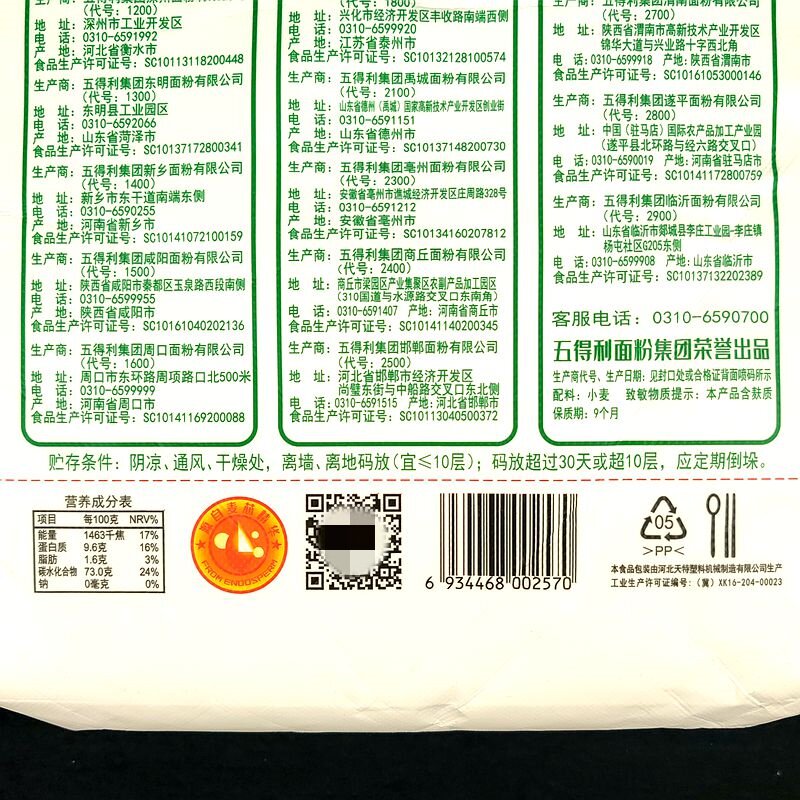 （代号：1200）
地　址：深州市工业开发区
电　话：0310-6591992
产　地：河北省衡水市
食品生产许可证号：SC10113118200448
生产商：五得利集团东明面粉有限公司
（代号：1300）
地　址：东明县工业园区
电　话：0310-6592066
产　地：山东省菏泽市
食品生产许可证号：SC10137172800341
生产商：五得利集团新乡面粉有限公司
（代号：1400）
地　址：新乡市东干道南端东侧
电　话：0310-6590255
产　地：河南省新乡市
食品生产许可证号：SC10141072100159
生产商：五得利集团咸阳面粉有限公司
（代号：1500）
地　址：陕西省咸阳市秦都区玉泉路西段南侧
电　话：0310-6599955
产　地：陕西省咸阳市
食品生产许可证号：SC10161040202136
生产商：五得利集团周口面粉有限公司
（代号：1600）
地　址：周口市东环路周项路口北500米
电　话：0310-6599999
产　地：河南省周口市
食品生产许可证号：SC10141169200088
（代号：1800）
地　址：兴化市经济开发区丰收路南端西侧
电　话：0310-6599920
产　地：江苏省泰州市
食品生产许可证号：SC10132128100574
生产商：五得利集团禹城面粉有限公司
（代号：2100）
地　址：山东省德州（禹城）国家高新技术产业开发区创业街
电　话：0310-6591151
产　地：山东省德州市
食品生产许可证号：SC10137148200730
生产商：五得利集团亳州面粉有限公司
（代号：2300）
地　址：安徽省亳州市谯城经济开发区庄周路328号
电　话：0310-6591212
产　地：安徽省亳州市
食品生产许可证号：SC10134160207812
生产商：五得利集团商丘面粉有限公司
（代号：2400）
地　址：商丘市梁园区产业集聚区农副产品加工园区
（310国道与水源路交叉口东南角）
电　话：0310-6591407　产地：河南省商丘市
食品生产许可证号：SC10141140200345
生产商：五得利集团邯郸面粉有限公司
（代号：2500）
地　址：河北省邯郸市经济开发区
尚璧东街与中船路交叉口东北侧
电　话：0310-6591515　产地：河北省邯郸市
食品生产许可证号：SC10113040500372
（代号：2700）
地　址：陕西省渭南市高新技术产业开发区
锦华大道与兴业路十字西北角
电　话：0310-6599918　产地：陕西省渭南市
食品生产许可证号：SC10161053000146
生产商：五得利集团遂平面粉有限公司
（代号：2800）
地　址：中国（驻马店）国际农产品加工产业园
（遂平县北环路与经六路交叉口）
电　话：0310-6590019　产地：河南省驻马店市
食品生产许可证号：SC10141172800759
生产商：五得利集团临沂面粉有限公司
（代号：2900）
地　址：山东省临沂市郯城县李庄工业园-李庄镇
杨屯社区G205东侧
电　话：0310-6599908　产地：山东省临沂市
食品生产许可证号：SC10137132202389
客服电话：0310-6590700
五得利面粉集团荣誉出品
生产商代号、生产日期：见封口处或合格证背面喷码所示
配料：小麦　致敏物质提示：本产品含麸质
保质期：9个月
贮存条件：阴凉、通风、干燥处，离墙、离地码放（宜≤10层）；码放超过30天或超10层，应定期倒垛。
营养成分表
项目　每100克　NRV%
能量　1463千焦　17%
蛋白质　9.6克　16%
脂肪　1.6克　3%
碳水化合物　73.0克　24%
钠　0毫克　0%
源自麦芯精华
FROM ENDOSPERM
6 934468 002570
05
>PP<
本食品包装由河北天特塑料机械制造有限公司生产
工业生产许可证编号：（冀）XK16-204-00023